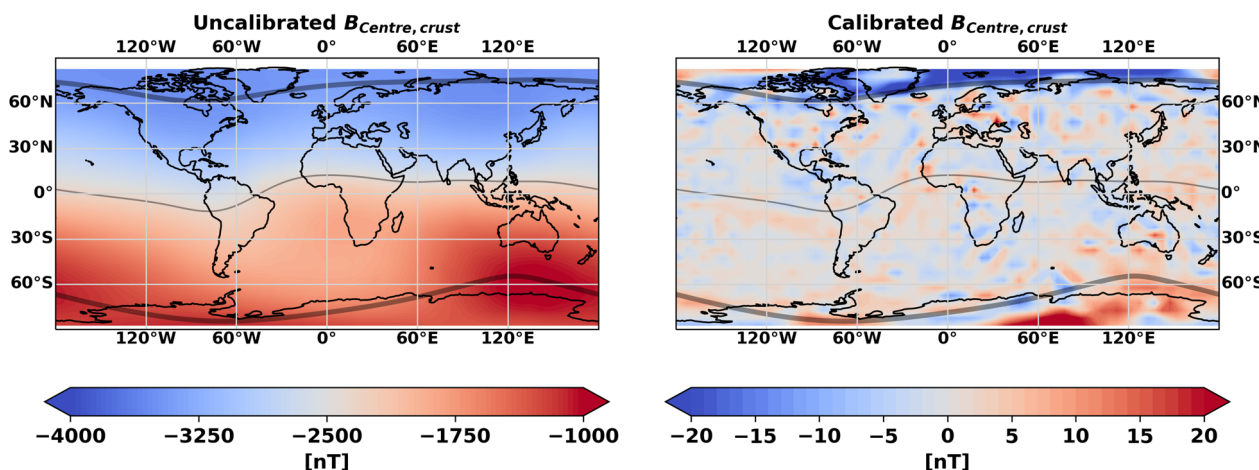 Uncalibrated B_Centre,crust
120°W 60°W 0° 60°E 120°E
60°N
30°N
0°
30°S
60°S
120°W 60°W 0° 60°E 120°E
−4000 −3250 −2500 −1750 −1000
[nT]
Calibrated B_Centre,crust
120°W 60°W 0° 60°E 120°E
60°N
30°N
0°
30°S
60°S
120°W 60°W 0° 60°E 120°E
−20 −15 −10 −5 0 5 10 15 20
[nT]